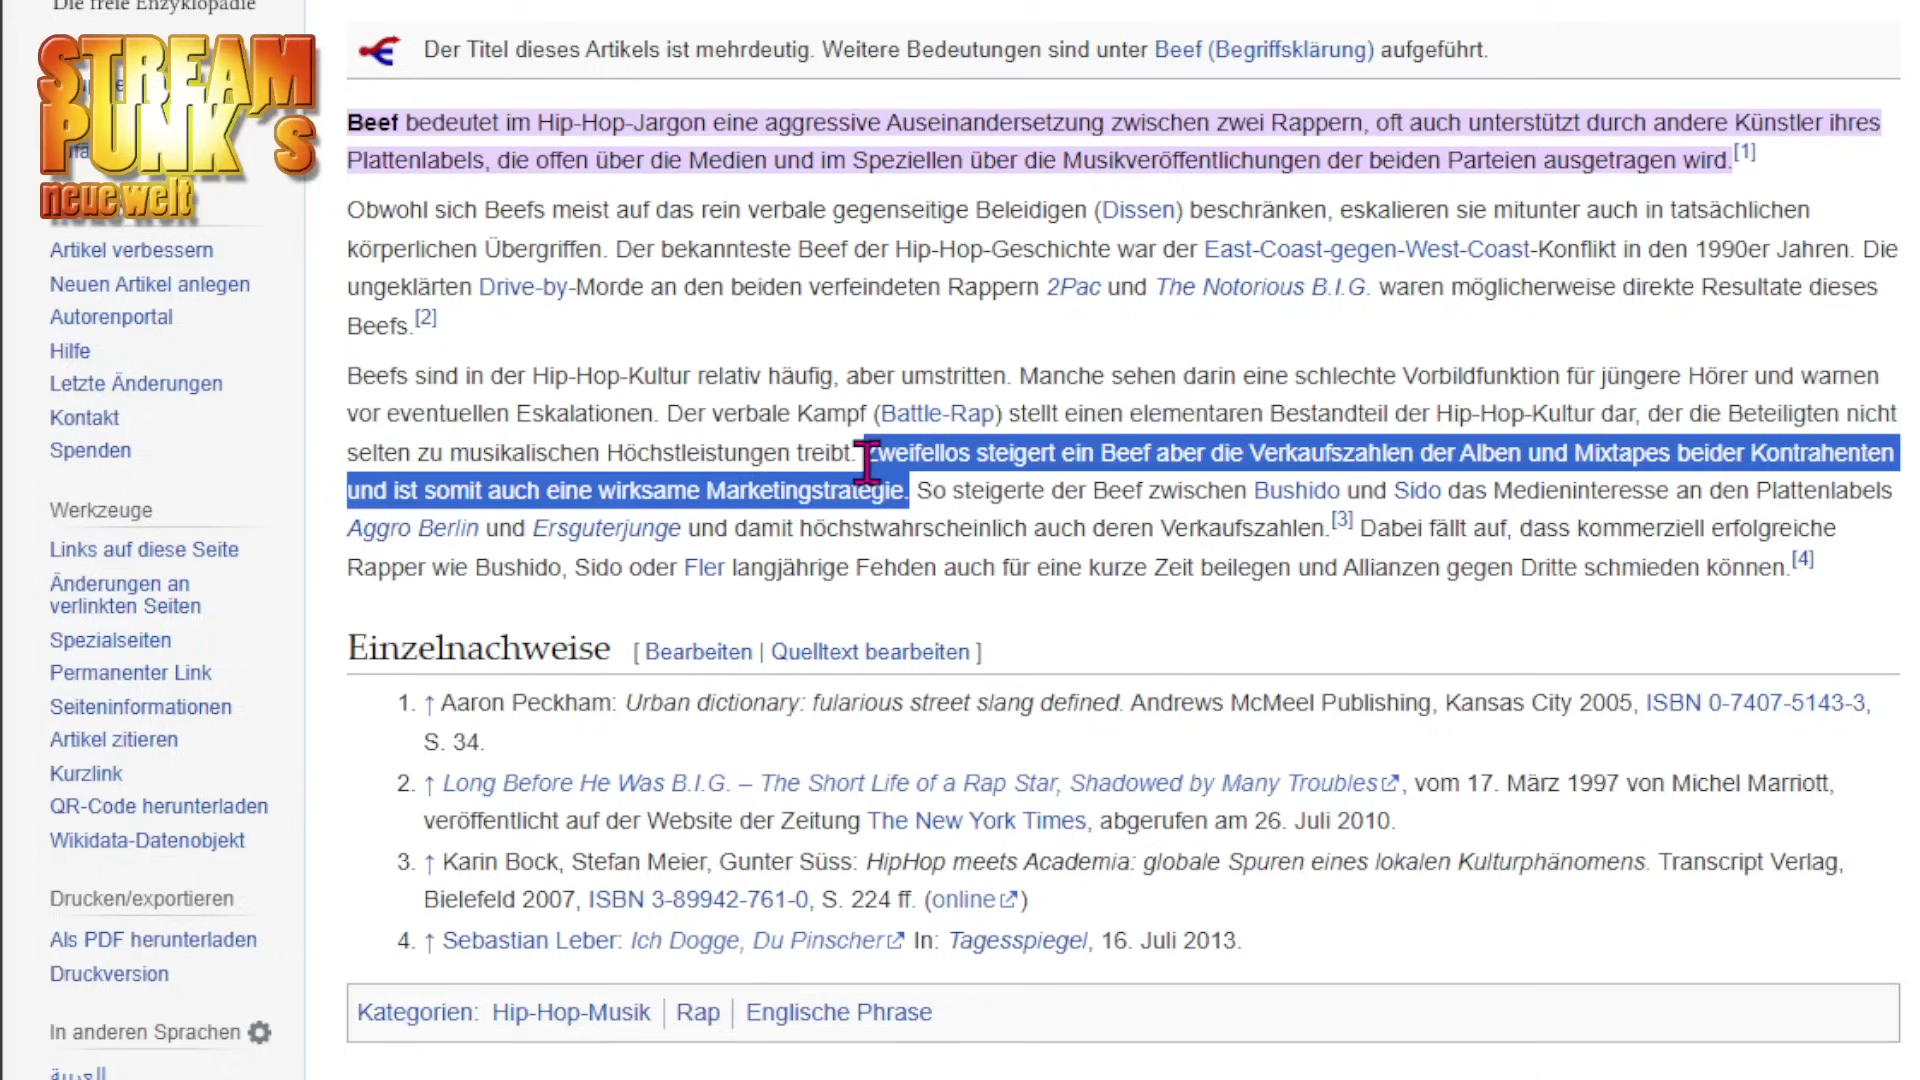 Die freie Enzyklopädie
STREAM
PUNK´s
neue welt
Artikel verbessern
Neuen Artikel anlegen
Autorenportal
Hilfe
Letzte Änderungen
Kontakt
Spenden
Werkzeuge
Links auf diese Seite
Änderungen an
verlinkten Seiten
Spezialseiten
Permanenter Link
Seiteninformationen
Artikel zitieren
Kurzlink
QR-Code herunterladen
Wikidata-Datenobjekt
Drucken/exportieren
Als PDF herunterladen
Druckversion
In anderen Sprachen
العربية
Der Titel dieses Artikels ist mehrdeutig. Weitere Bedeutungen sind unter Beef (Begriffsklärung) aufgeführt.
Beef bedeutet im Hip-Hop-Jargon eine aggressive Auseinandersetzung zwischen zwei Rappern, oft auch unterstützt durch andere Künstler ihres
Plattenlabels, die offen über die Medien und im Speziellen über die Musikveröffentlichungen der beiden Parteien ausgetragen wird.[1]
Obwohl sich Beefs meist auf das rein verbale gegenseitige Beleidigen (Dissen) beschränken, eskalieren sie mitunter auch in tatsächlichen
körperlichen Übergriffen. Der bekannteste Beef der Hip-Hop-Geschichte war der East-Coast-gegen-West-Coast-Konflikt in den 1990er Jahren. Die
ungeklärten Drive-by-Morde an den beiden verfeindeten Rappern 2Pac und The Notorious B.I.G. waren möglicherweise direkte Resultate dieses
Beefs.[2]
Beefs sind in der Hip-Hop-Kultur relativ häufig, aber umstritten. Manche sehen darin eine schlechte Vorbildfunktion für jüngere Hörer und warnen
vor eventuellen Eskalationen. Der verbale Kampf (Battle-Rap) stellt einen elementaren Bestandteil der Hip-Hop-Kultur dar, der die Beteiligten nicht
selten zu musikalischen Höchstleistungen treibt. Zweifellos steigert ein Beef aber die Verkaufszahlen der Alben und Mixtapes beider Kontrahenten
und ist somit auch eine wirksame Marketingstrategie. So steigerte der Beef zwischen Bushido und Sido das Medieninteresse an den Plattenlabels
Aggro Berlin und Ersguterjunge und damit höchstwahrscheinlich auch deren Verkaufszahlen.[3] Dabei fällt auf, dass kommerziell erfolgreiche
Rapper wie Bushido, Sido oder Fler langjährige Fehden auch für eine kurze Zeit beilegen und Allianzen gegen Dritte schmieden können.[4]
Einzelnachweise [ Bearbeiten | Quelltext bearbeiten ]
1. ↑ Aaron Peckham: Urban dictionary: fularious street slang defined. Andrews McMeel Publishing, Kansas City 2005, ISBN 0-7407-5143-3,
S. 34.
2. ↑ Long Before He Was B.I.G. – The Short Life of a Rap Star, Shadowed by Many Troubles, vom 17. März 1997 von Michel Marriott,
veröffentlicht auf der Website der Zeitung The New York Times, abgerufen am 26. Juli 2010.
3. ↑ Karin Bock, Stefan Meier, Gunter Süss: HipHop meets Academia: globale Spuren eines lokalen Kulturphänomens. Transcript Verlag,
Bielefeld 2007, ISBN 3-89942-761-0, S. 224 ff. (online)
4. ↑ Sebastian Leber: Ich Dogge, Du Pinscher In: Tagesspiegel, 16. Juli 2013.
Kategorien: Hip-Hop-Musik | Rap | Englische Phrase